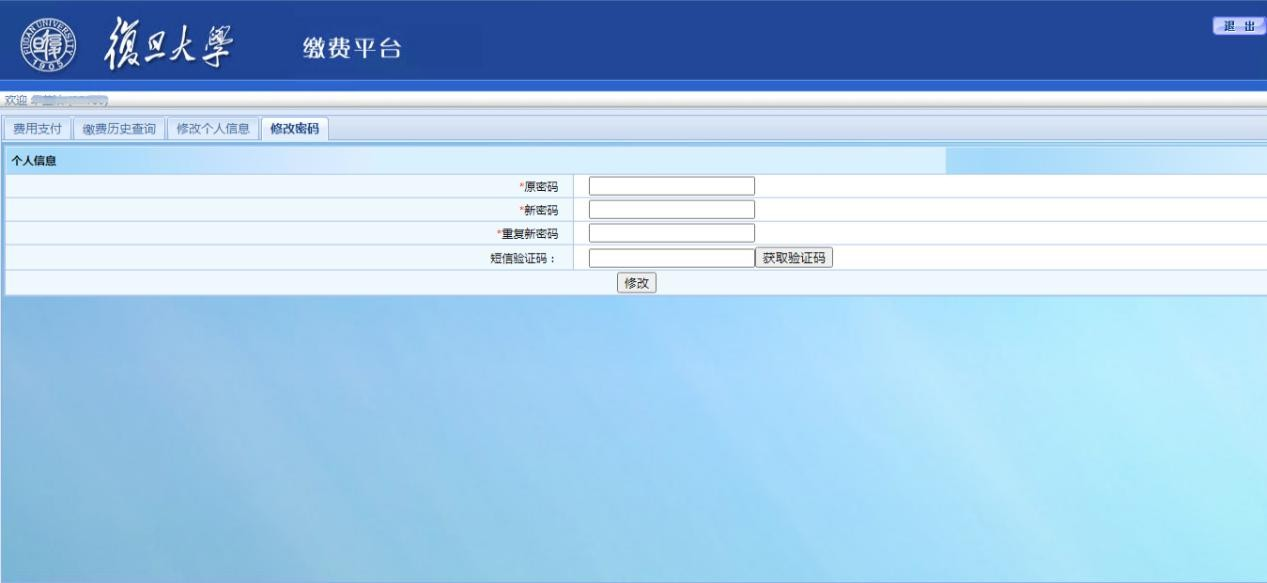 FUDAN UNIVERSITY
1905
復旦大學
缴费平台
退 出
欢迎
费用支付 缴费历史查询 修改个人信息 修改密码
个人信息
*原密码
*新密码
*重复新密码
短信验证码： 获取验证码
修改